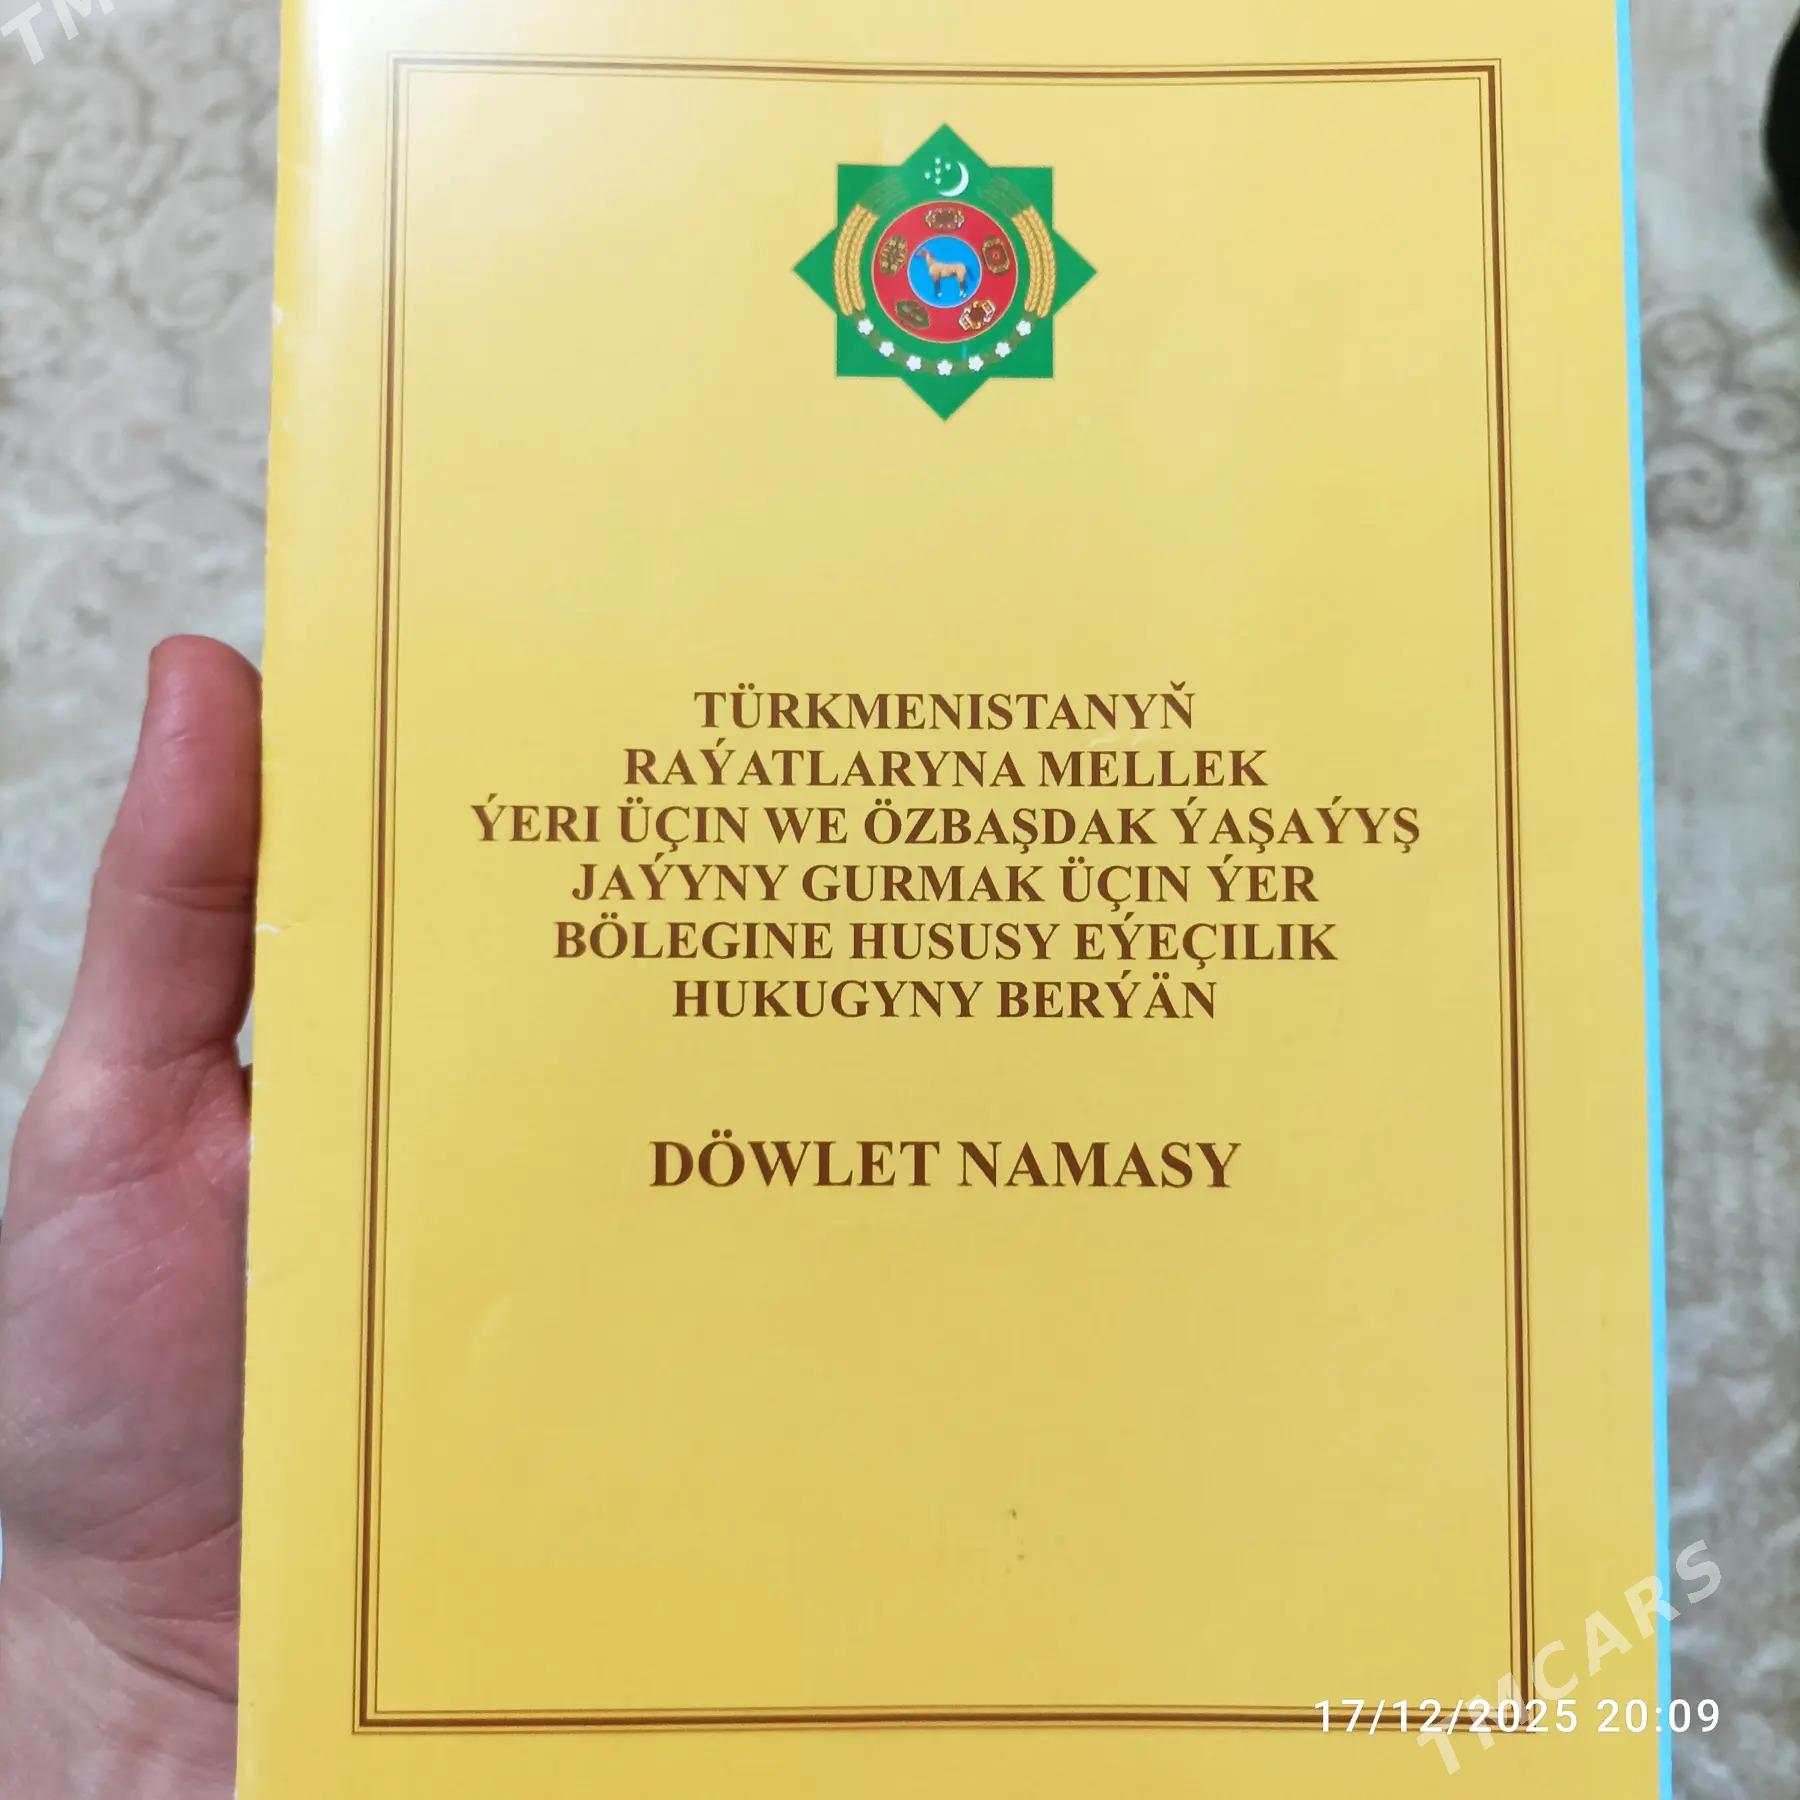 TM
TÜRKMENISTANYŇ
RAÝATLARYNA MELLEK
ÝERI ÜÇIN WE ÖZBAŞDAK ÝAŞAÝYŞ
JAÝYNY GURMAK ÜÇIN ÝER
BÖLEGINE HUSUSY EÝEÇILIK
HUKUGYNY BERÝÄN
DÖWLET NAMASY
17/12/2025 20:09
TMCARS